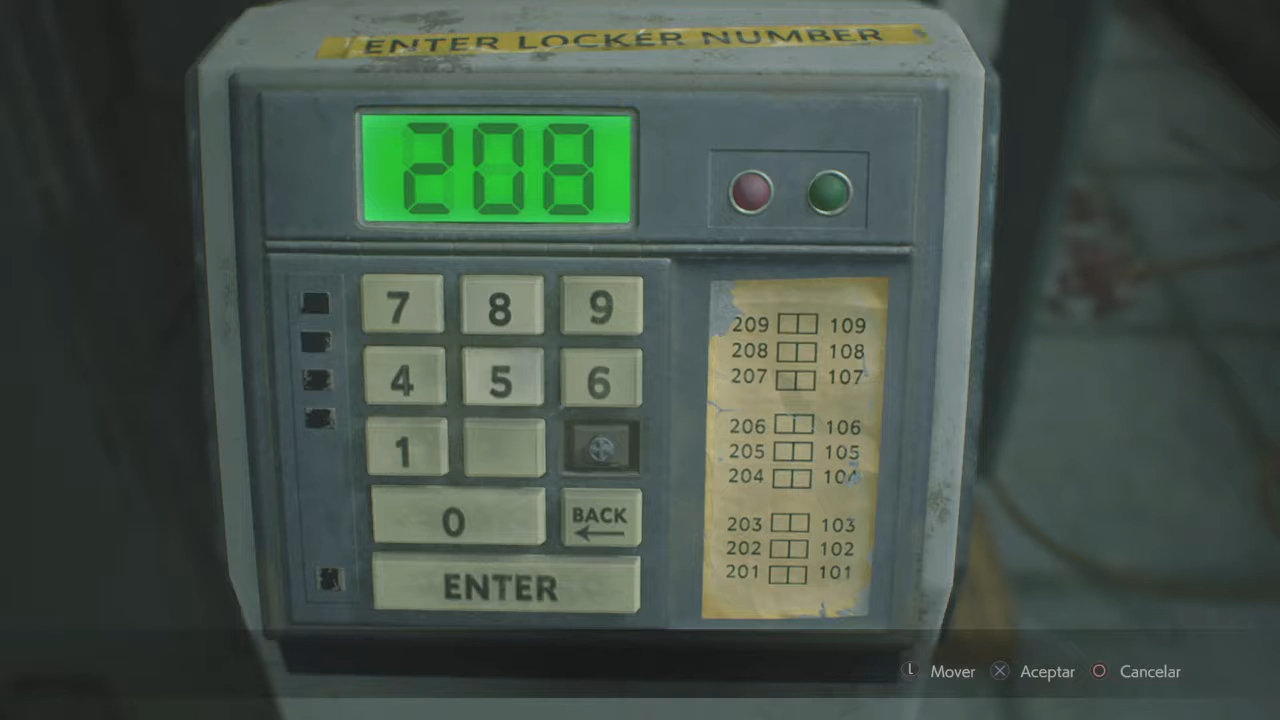 ENTER LOCKER NUMBER
208
7 8 9
4 5 6
1
0 BACK
ENTER
209 109
208 108
207 107
206 106
205 105
204 104
203 103
202 102
201 101
L Mover Aceptar Cancelar